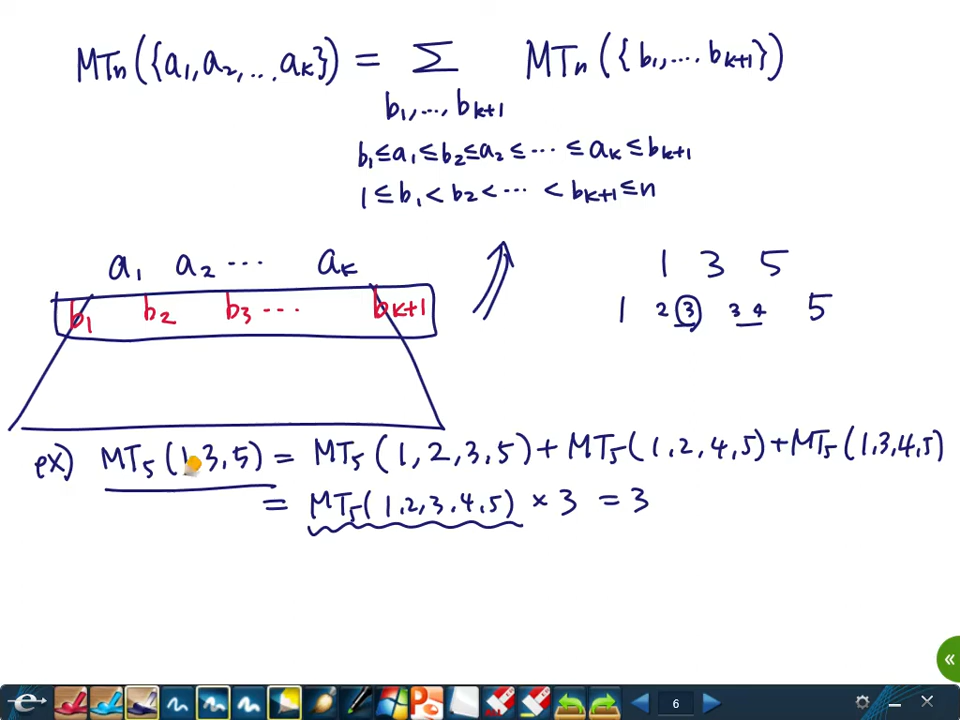 MTn({a1, a2, ... ak}) = Σ MTn({b1, ... bk+1})
b1, ..., bk+1
b1 ≤ a1 ≤ b2 ≤ a2 ≤ ... ≤ ak ≤ bk+1
1 ≤ b1 < b2 < ... < bk+1 ≤ n
a1 a2 ... ak
b1 b2 b3 ... bk+1
1 3 5
1 2 3 3 4 5
ex) MT5(1,3,5) = MT5(1,2,3,5) + MT5(1,2,4,5) + MT5(1,3,4,5)
= MT5(1,2,3,4,5) × 3 = 3
6